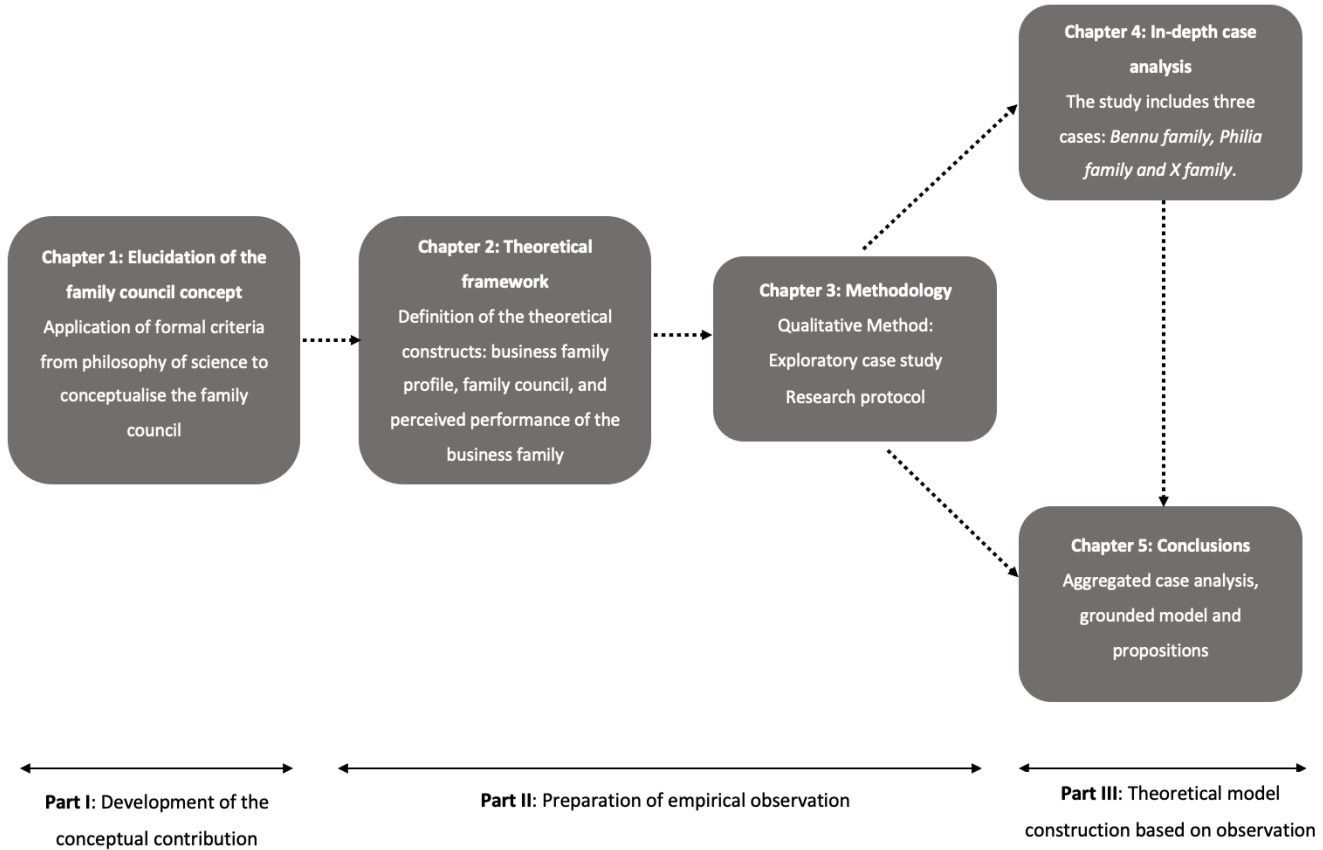 Chapter 1: Elucidation of the
family council concept
Application of formal criteria
from philosophy of science to
conceptualise the family
council
Chapter 2: Theoretical
framework
Definition of the theoretical
constructs: business family
profile, family council, and
perceived performance of the
business family
Chapter 3: Methodology
Qualitative Method:
Exploratory case study
Research protocol
Chapter 4: In-depth case
analysis
The study includes three
cases: Bennu family, Philia
family and X family.
Chapter 5: Conclusions
Aggregated case analysis,
grounded model and
propositions
Part I: Development of the
conceptual contribution
Part II: Preparation of empirical observation
Part III: Theoretical model
construction based on observation